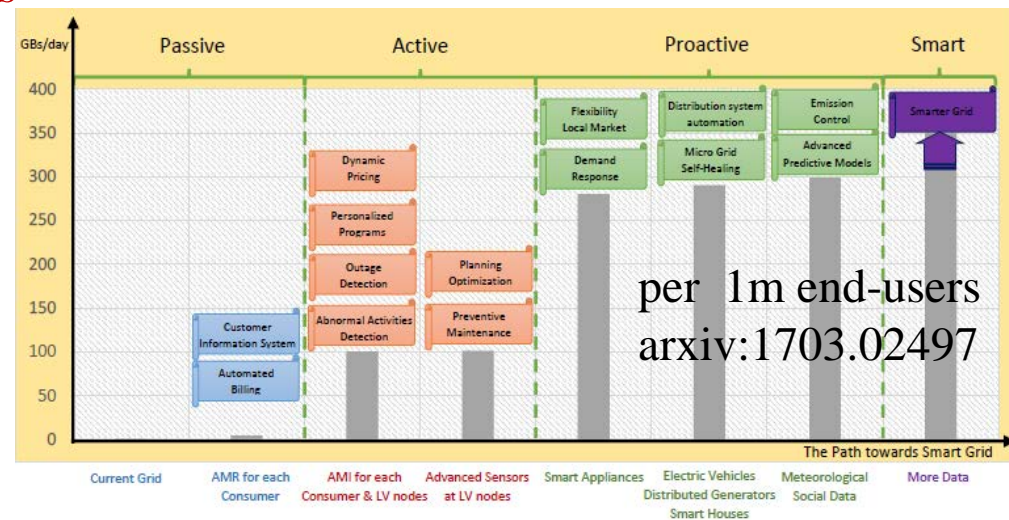 GBs/day
Passive
Active
Proactive
Smart
400
350
300
250
200
150
100
50
0
Customer
Information System
Automated
Billing
Dynamic
Pricing
Personalized
Programs
Outage
Detection
Abnormal Activities
Detection
Planning
Optimization
Preventive
Maintenance
Flexibility
Local Market
Demand
Response
Distribution system
automation
Micro Grid
Self-Healing
Emission
Control
Advanced
Predictive Models
Smarter Grid
per 1m end-users
arxiv:1703.02497
The Path towards Smart Grid
Current Grid
AMR for each
Consumer
AMI for each
Consumer & LV nodes
Advanced Sensors
at LV nodes
Smart Appliances
Electric Vehicles
Distributed Generators
Smart Houses
Meteorological
Social Data
More Data